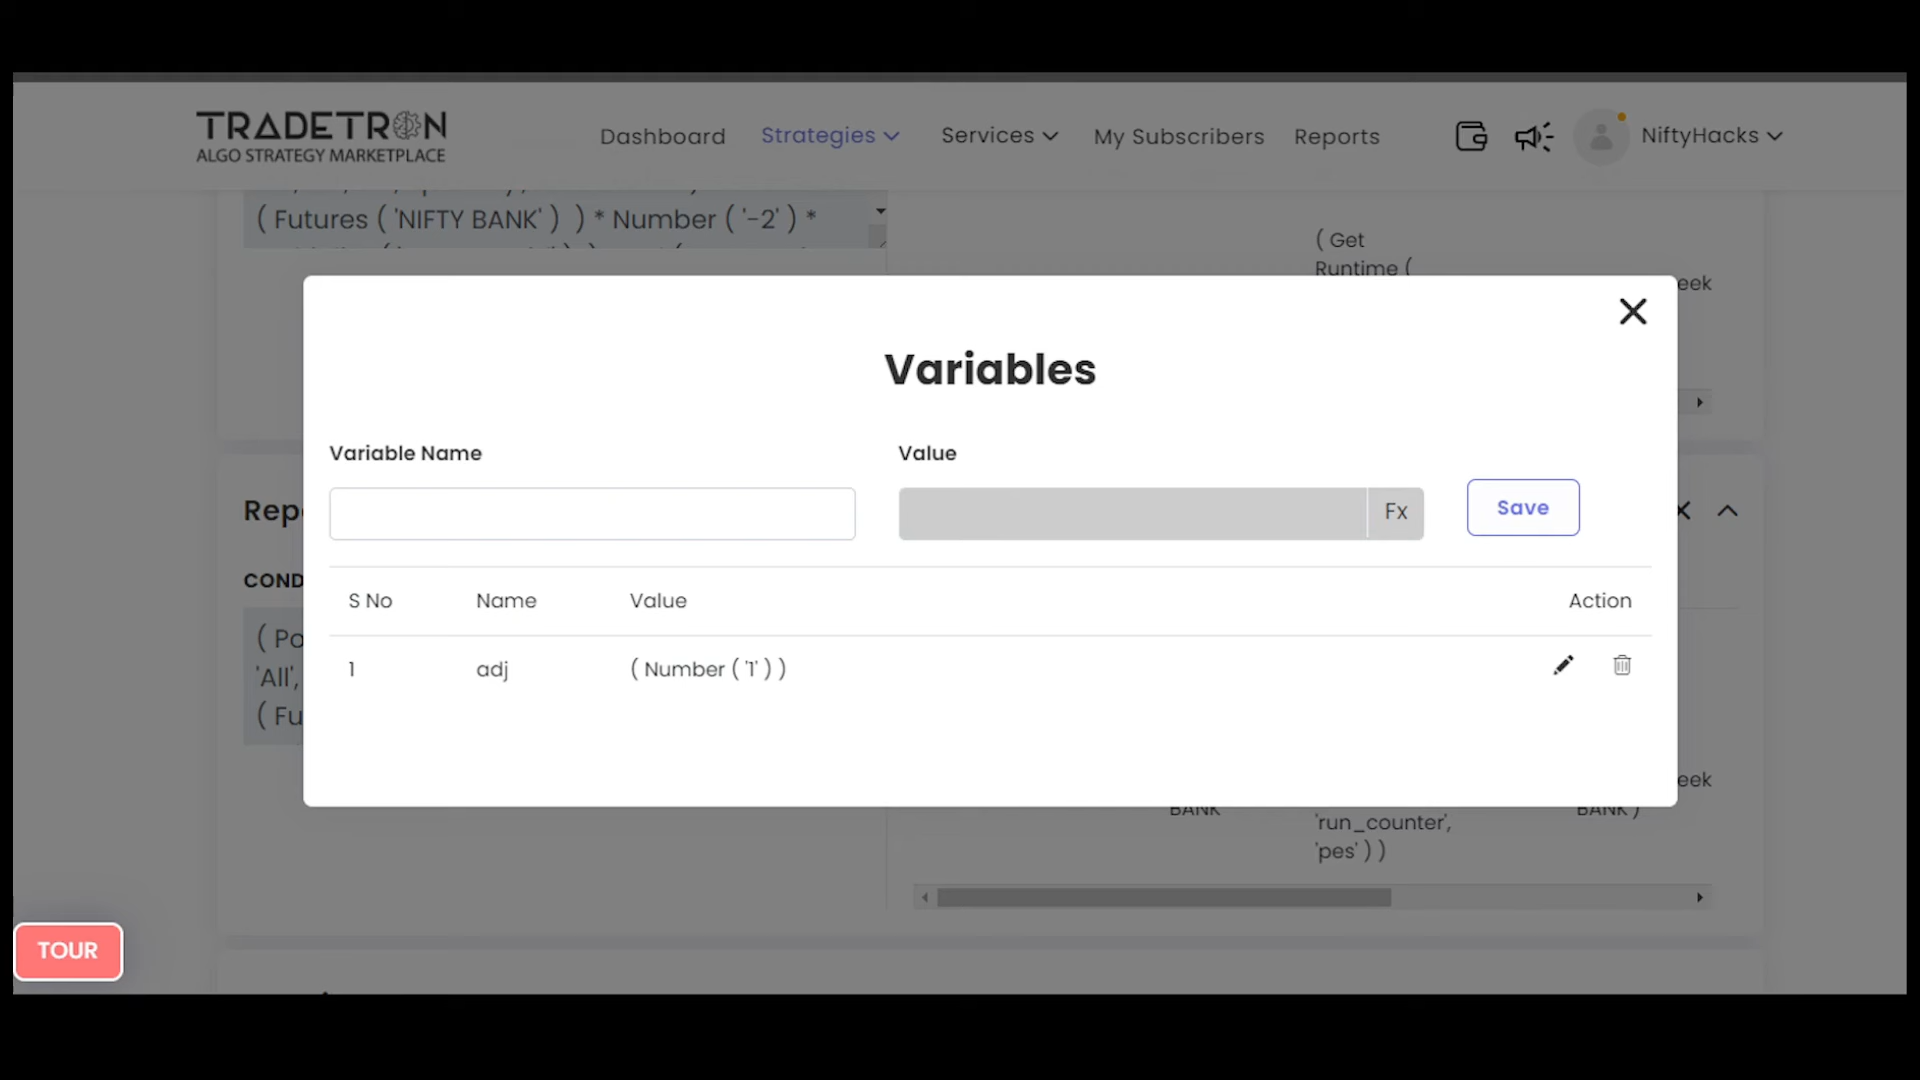 TRADETRON
ALGO STRATEGY MARKETPLACE
Dashboard
Strategies
Services
My Subscribers
Reports
NiftyHacks
( Futures ( 'NIFTY BANK' ) ) * Number ( '-2' ) *
( Get
Runtime (
eek
Variables
Variable Name
Value
Fx
Save
S No
Name
Value
Action
1
adj
( Number ( '1' ) )
Rep
COND
( Po
'All',
( Fu
eek
BANK
BANK )
'run_counter',
'pes' ) )
TOUR